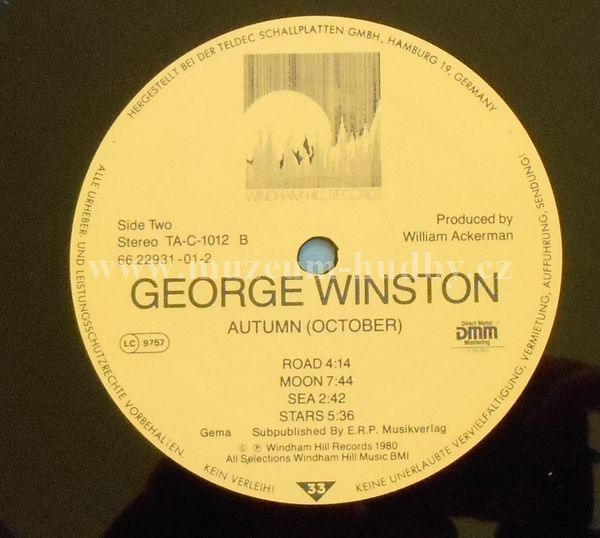 HERGESTELLT BEI DER TELDEC SCHALLPLATTEN GMBH., HAMBURG 19, GERMANY
WINDHAM HILL RECORDS
Side Two
Stereo TA-C-1012 B
66.22931-01-2
Produced by
William Ackerman
www.muzeum-hudby.cz
GEORGE WINSTON
AUTUMN (OCTOBER)
LC 9757
Direct Metal
DMM
Mastering
ROAD 4:14
MOON 7:44
SEA 2:42
STARS 5:36
Gema Subpublished By E.R.P. Musikverlag
© ℗ Windham Hill Records 1980
All Selections Windham Hill Music BMI
33
ALLE URHEBER- UND LEISTUNGSSCHUTZRECHTE VORBEHALTEN.
KEIN VERLEIH!
KEINE UNERLAUBTE VERVIELFÄLTIGUNG, VERMIETUNG, AUFFÜHRUNG, SENDUNG!